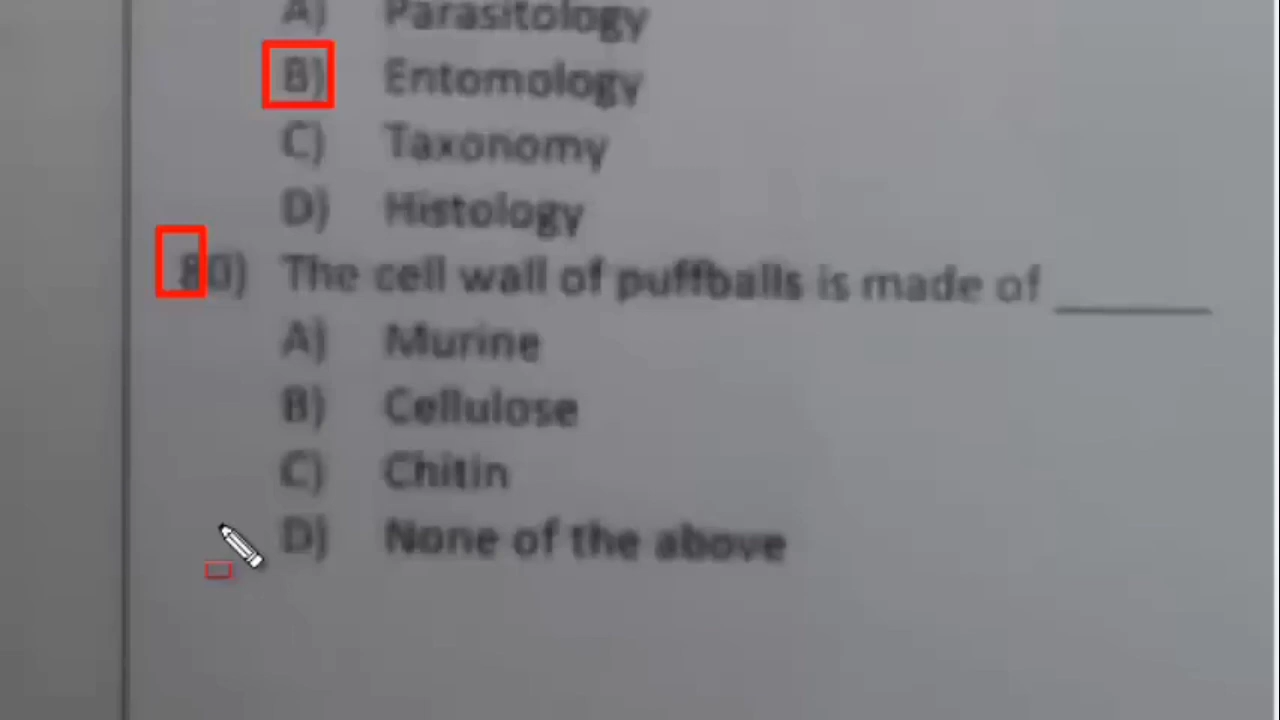 A) Parasitology
B) Entomology
C) Taxonomy
D) Histology
80) The cell wall of puffballs is made of ______
A) Murine
B) Cellulose
C) Chitin
D) None of the above